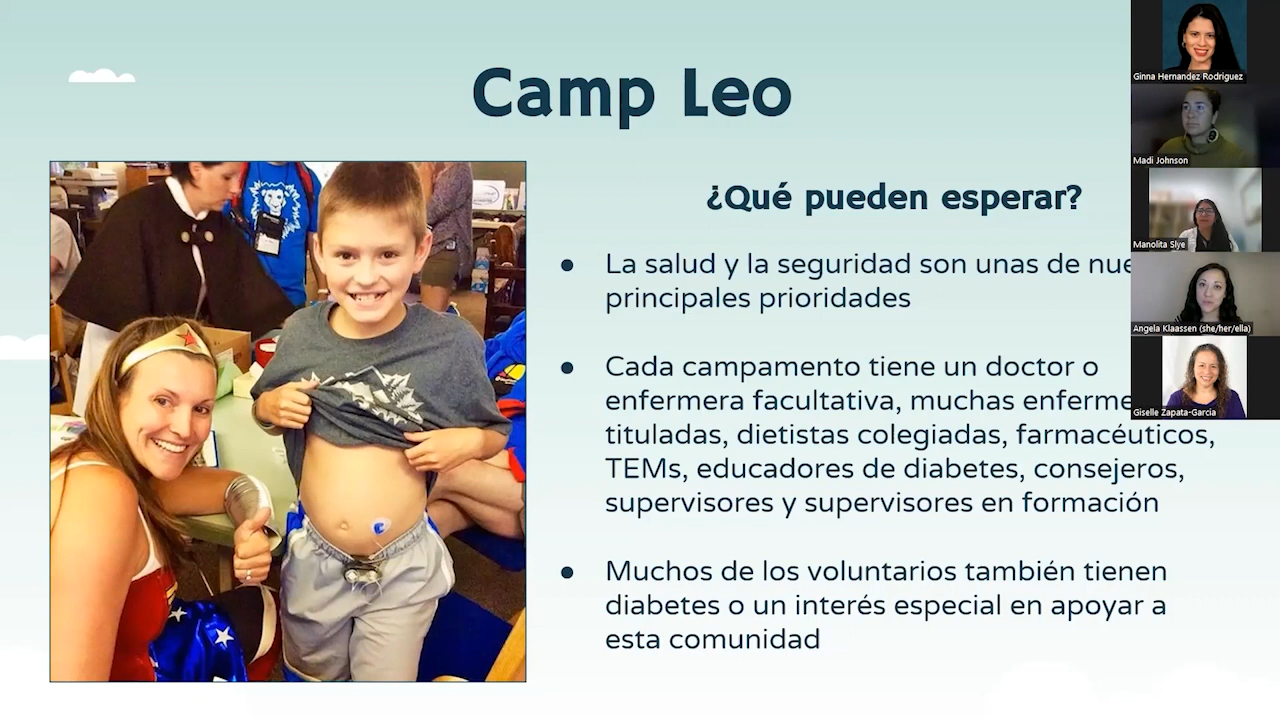 Camp Leo
¿Qué pueden esperar?
● La salud y la seguridad son unas de
principales prioridades
● Cada campamento tiene un doctor o
enfermera facultativa, muchas
tituladas, dietistas colegiadas, farmacéuticos,
TEMs, educadores de diabetes, consejeros,
supervisores y supervisores en formación
● Muchos de los voluntarios también tienen
diabetes o un interés especial en apoyar a
esta comunidad
Ginna Hernandez Rodriguez
Madi Johnson
Manolita Slye
Angela Klaassen (she/her/ella)
Giselle Zapata-Garcia